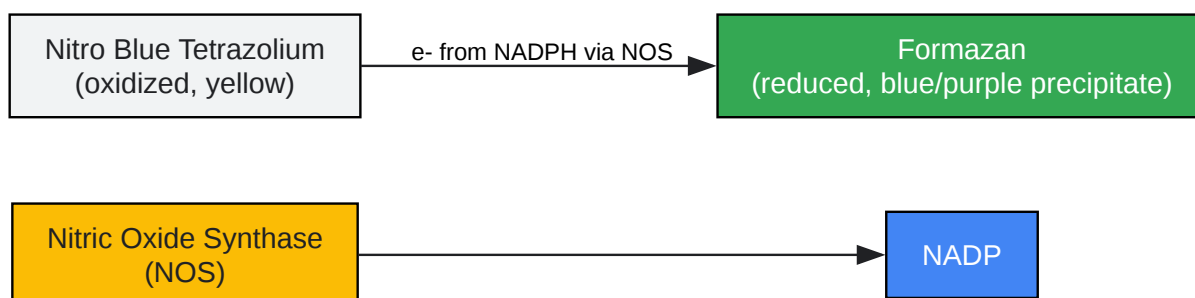 Nitro Blue Tetrazolium
(oxidized, yellow)
e- from NADPH via NOS
Formazan
(reduced, blue/purple precipitate)
Nitric Oxide Synthase
(NOS)
NADP